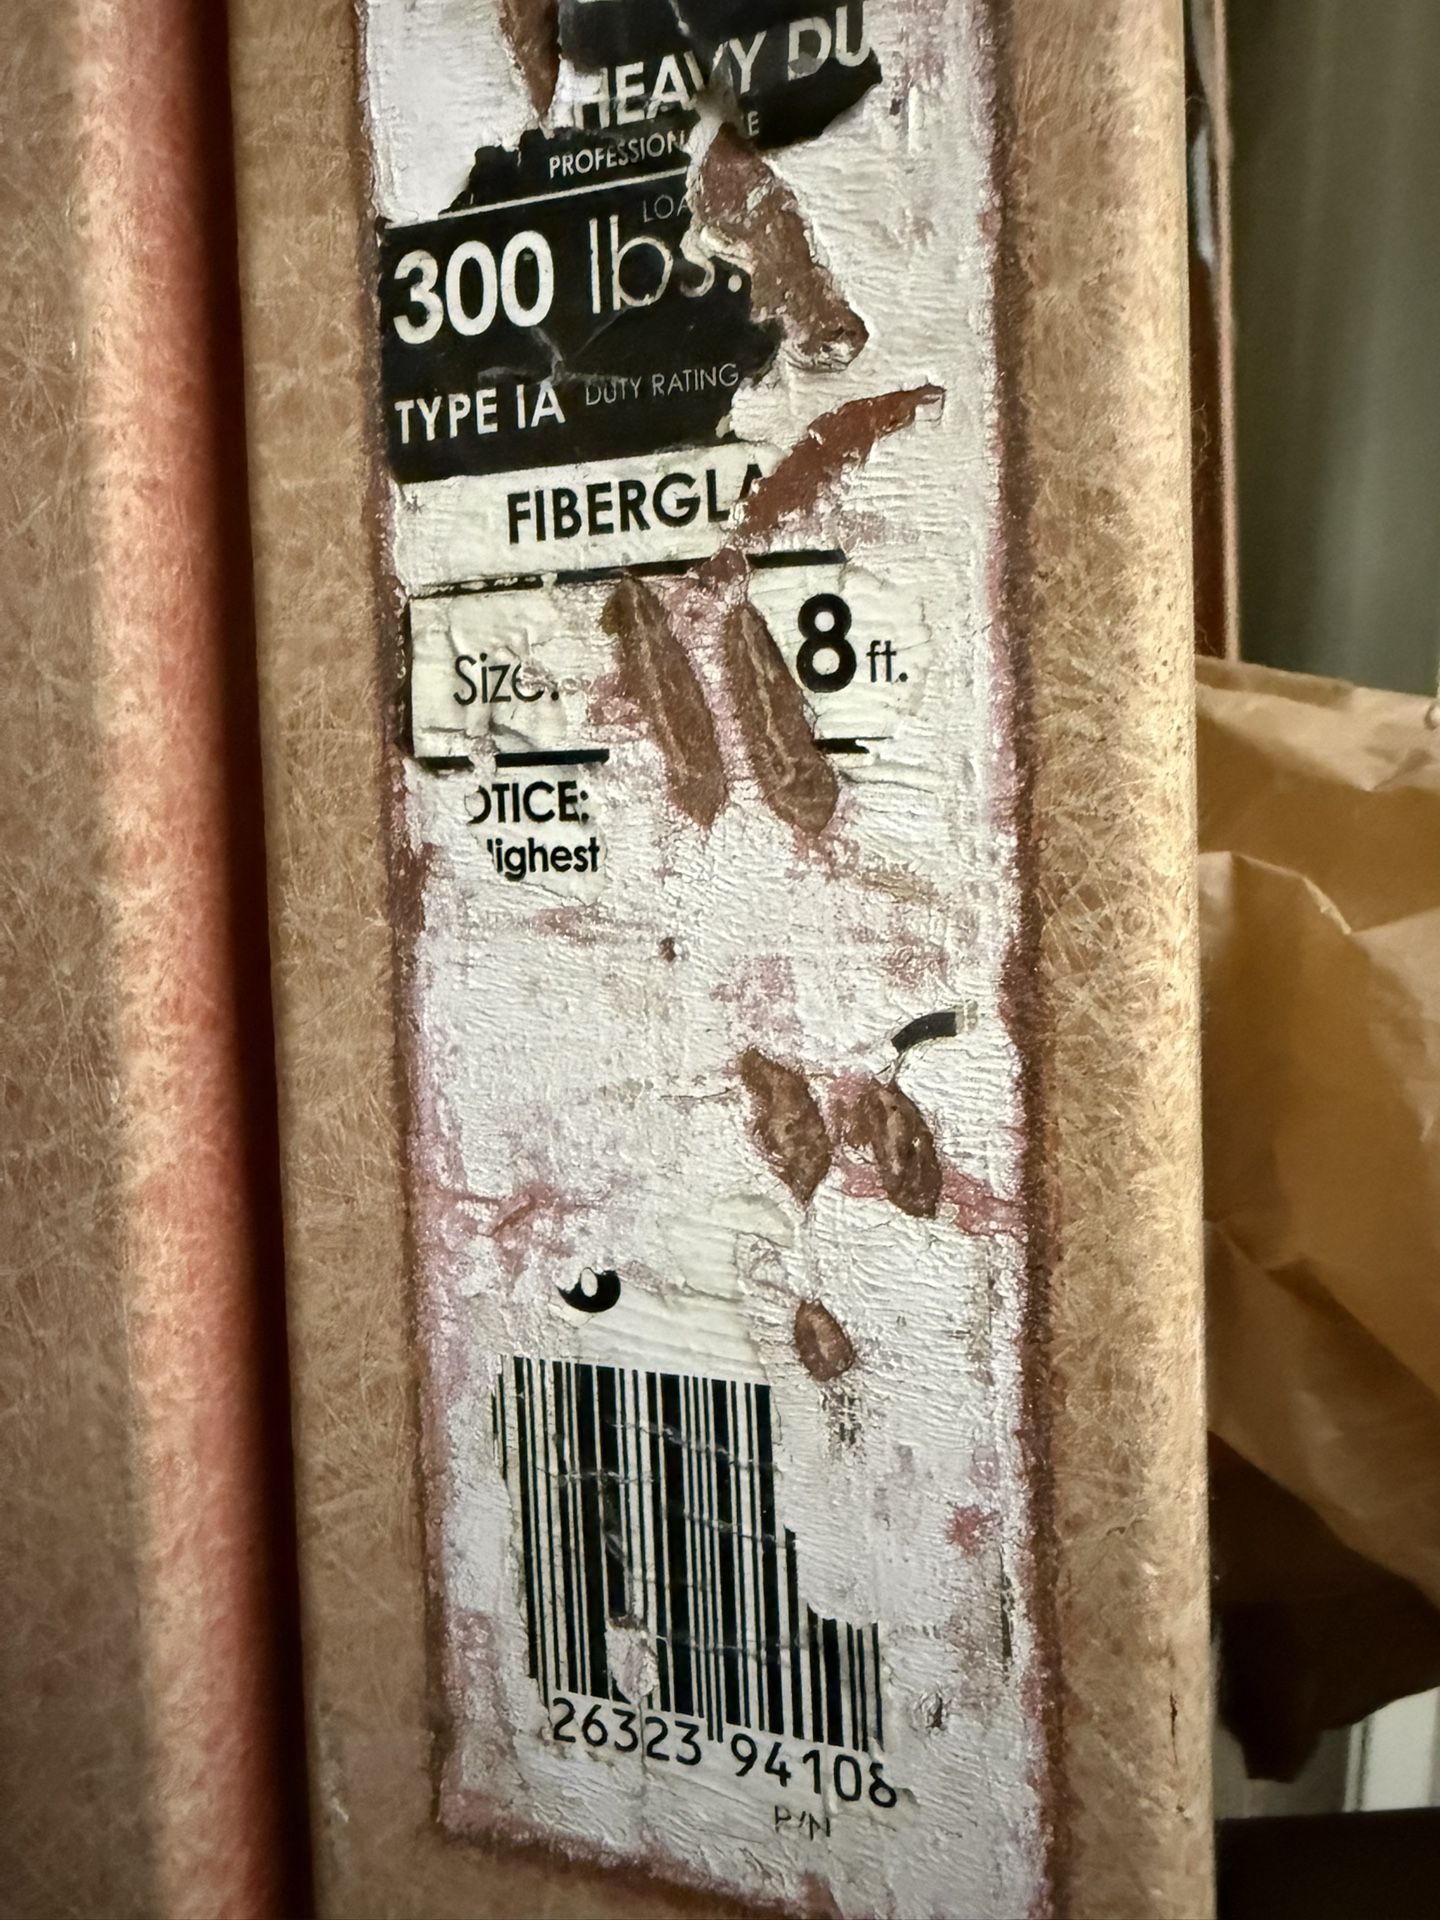 HEAVY DU
PROFESSION
LOA
300 lbs.
TYPE IA DUTY RATING
FIBERGLA
Size: 8 ft.
OTICE:
Highest
26323 94108
P/N